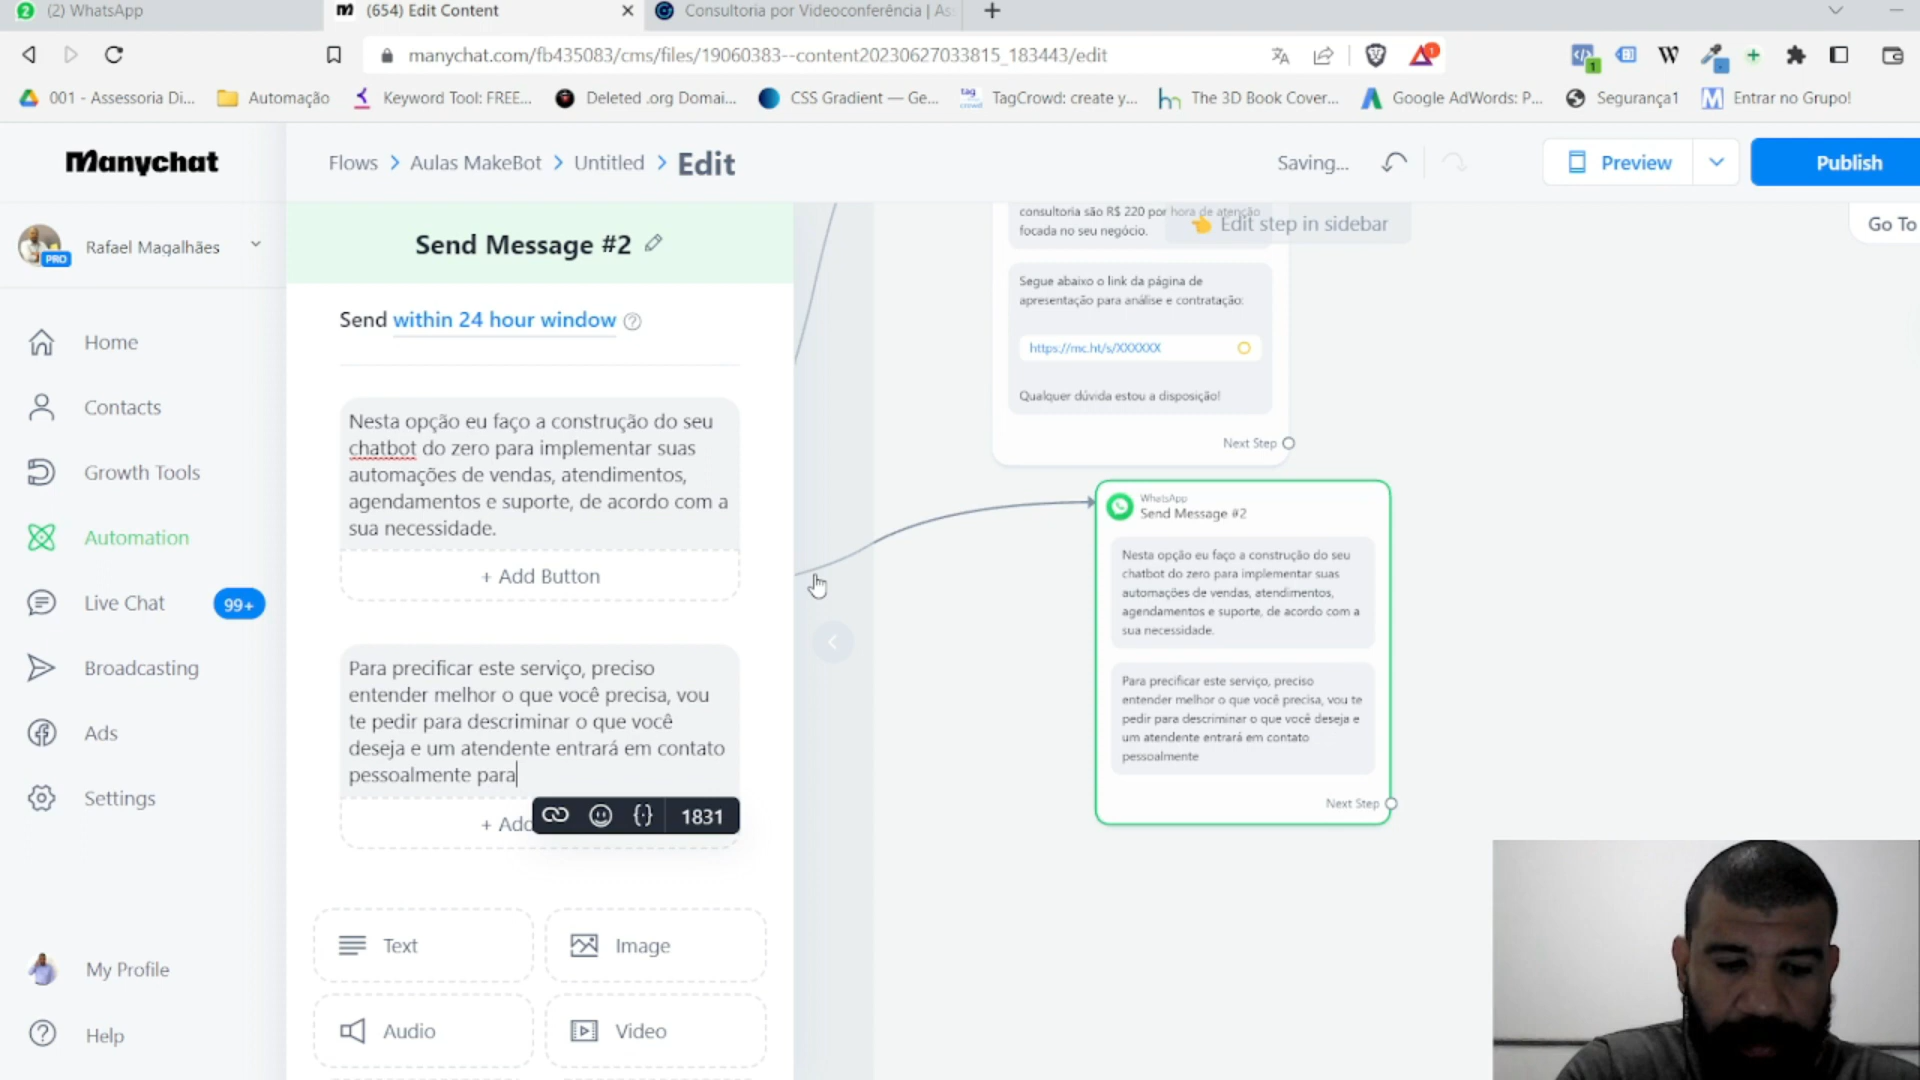 (2) WhatsApp
(654) Edit Content
Consultoria por Videoconferência | As
manychat.com/fb435083/cms/files/19060383--content20230627033815_183443/edit
001 - Assessoria Di...
Automação
Keyword Tool: FREE...
Deleted .org Domai...
CSS Gradient — Ge...
TagCrowd: create y...
The 3D Book Cover...
Google AdWords: P...
Segurança1
Entrar no Grupo!
Manychat
Flows > Aulas MakeBot > Untitled > Edit
Saving...
Preview
Publish
Rafael Magalhães
PRO
Home
Contacts
Growth Tools
Automation
Live Chat
99+
Broadcasting
Ads
Settings
My Profile
Help
Send Message #2
Send within 24 hour window
Nesta opção eu faço a construção do seu
chatbot do zero para implementar suas
automações de vendas, atendimentos,
agendamentos e suporte, de acordo com a
sua necessidade.
+ Add Button
Para precificar este serviço, preciso
entender melhor o que você precisa, vou
te pedir para descriminar o que você
deseja e um atendente entrará em contato
pessoalmente para
+ Add
1831
Text
Image
Audio
Video
consultoria são R$ 220 por hora de atenção
focada no seu negócio.
Edit step in sidebar
Go To
Segue abaixo o link da página de
apresentação para análise e contratação:
https://mc.ht/s/XXXXXX
Qualquer dúvida estou a disposição!
Next Step
WhatsApp
Send Message #2
Nesta opção eu faço a construção do seu
chatbot do zero para implementar suas
automações de vendas, atendimentos,
agendamentos e suporte, de acordo com a
sua necessidade.
Para precificar este serviço, preciso
entender melhor o que você precisa, vou te
pedir para descriminar o que você deseja e
um atendente entrará em contato
pessoalmente
Next Step